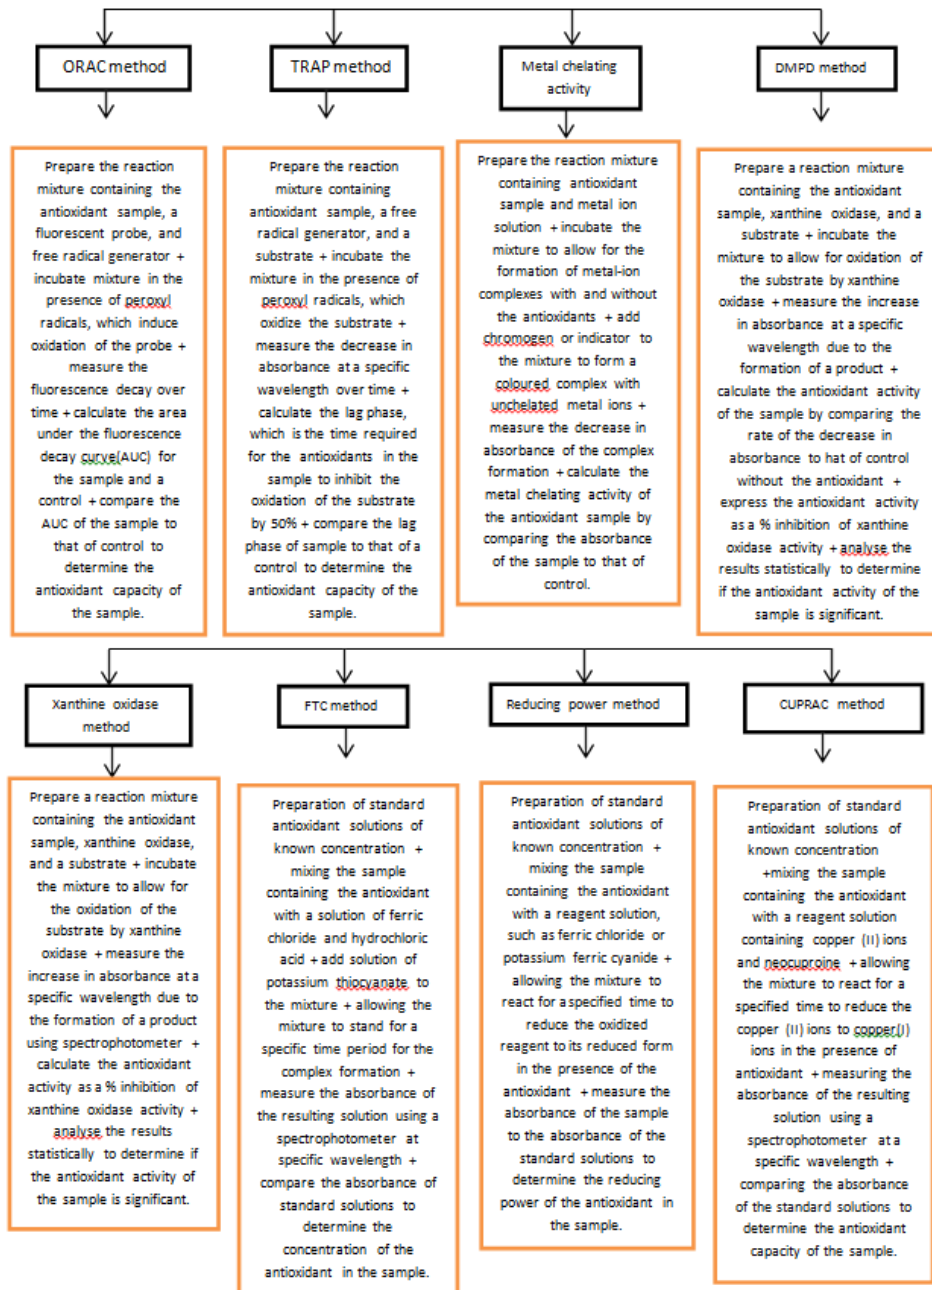 ORAC method
TRAP method
Metal chelating
activity
DMPD method
Prepare the reaction
mixture containing the
antioxidant sample, a
fluorescent probe, and
free radical generator +
incubate mixture in the
presence of peroxyl
radicals, which induce
oxidation of the probe +
measure the
fluorescence decay over
time + calculate the area
under the fluorescence
decay curve(AUC) for
the sample and a
control + compare the
AUC of the sample to
that of control to
determine the
antioxidant capacity of
the sample.
Prepare the reaction
mixture containing
antioxidant sample, a free
radical generator, and a
substrate + incubate the
mixture in the presence of
peroxyl radicals, which
oxidize the substrate +
measure the decrease in
absorbance at a specific
wavelength over time +
calculate the lag phase,
which is the time required
for the antioxidants in the
sample to inhibit the
oxidation of the substrate
by 50% + compare the lag
phase of sample to that of a
control to determine the
antioxidant capacity of the
sample.
Prepare the reaction mixture
containing antioxidant
sample and metal ion
solution + incubate the
mixture to allow for the
formation of metal-ion
complexes with and without
the antioxidants + add
chromogen or indicator to
the mixture to form a
coloured complex with
unchelated metal ions +
measure the decrease in
absorbance of the complex
formation + calculate the
metal chelating activity of
the antioxidant sample by
comparing the absorbance
of the sample to that of
control.
Prepare a reaction mixture
containing the antioxidant
sample, xanthine oxidase, and a
substrate + incubate the
mixture to allow for oxidation of
the substrate by xanthine
oxidase + measure the increase
in absorbance at a specific
wavelength due to the
formation of a product +
calculate the antioxidant activity
of the sample by comparing the
rate of the decrease in
absorbance to hat of control
without the antioxidant +
express the antioxidant activity
as a % inhibition of xanthine
oxidase activity + analyse the
results statistically to determine
if the antioxidant activity of the
sample is significant.
Xanthine oxidase
method
FTC method
Reducing power method
CUPRAC method
Prepare a reaction mixture
containing the antioxidant
sample, xanthine oxidase,
and a substrate + incubate
the mixture to allow for
the oxidation of the
substrate by xanthine
oxidase + measure the
increase in absorbance at a
specific wavelength due to
the formation of a product
using spectrophotometer +
calculate the antioxidant
activity as a % inhibition of
xanthine oxidase activity +
analyse the results
statistically to determine if
the antioxidant activity of
the sample is significant.
Preparation of standard
antioxidant solutions of
known concentration +
mixing the sample
containing the antioxidant
with a solution of ferric
chloride and hydrochloric
acid + add solution of
potassium thiocyanate to
the mixture + allowing the
mixture to stand for a
specific time period for the
complex formation +
measure the absorbance of
the resulting solution using a
spectrophotometer at
specific wavelength +
compare the absorbance of
standard solutions to
determine the
concentration of the
antioxidant in the sample.
Preparation of standard
antioxidant solutions of
known concentration +
mixing the sample
containing the antioxidant
with a reagent solution,
such as ferric chloride or
potassium ferric cyanide +
allowing the mixture to
react for a specified time to
reduce the oxidized
reagent to its reduced form
in the presence of the
antioxidant + measure the
absorbance of the sample
to the absorbance of the
standard solutions to
determine the reducing
power of the antioxidant in
the sample.
Preparation of standard
antioxidant solutions of
known concentration
+mixing the sample
containing the antioxidant
with a reagent solution
containing copper (II) ions
and neocuproine + allowing
the mixture to react for a
specified time to reduce the
copper (II) ions to copper(I)
ions in the presence of
antioxidant + measuring the
absorbance of the resulting
solution using a
spectrophotometer at a
specific wavelength +
comparing the absorbance
of the standard solutions to
determine the antioxidant
capacity of the sample.